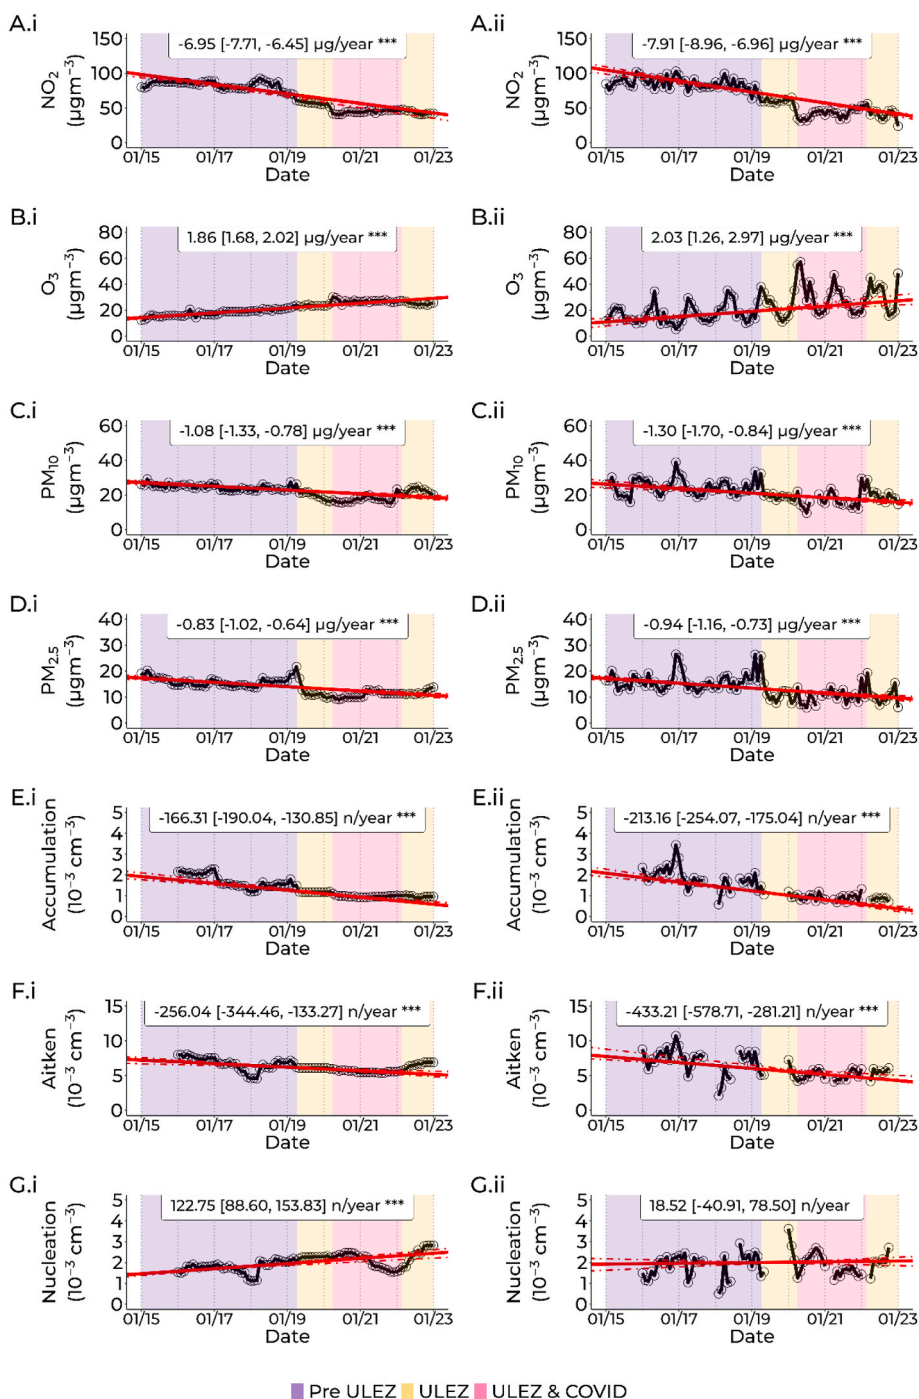 A.i
-6.95 [-7.71, -6.45] µg/year ***
NO₂
(µgm⁻³)
150
100
50
0
01/15 01/17 01/19 01/21 01/23
Date
A.ii
-7.91 [-8.96, -6.96] µg/year ***
NO₂
(µgm⁻³)
150
100
50
0
01/15 01/17 01/19 01/21 01/23
Date
B.i
1.86 [1.68, 2.02] µg/year ***
O₃
(µgm⁻³)
80
60
40
20
0
01/15 01/17 01/19 01/21 01/23
Date
B.ii
2.03 [1.26, 2.97] µg/year ***
O₃
(µgm⁻³)
80
60
40
20
0
01/15 01/17 01/19 01/21 01/23
Date
C.i
-1.08 [-1.33, -0.78] µg/year ***
PM₁₀
(µgm⁻³)
60
40
20
0
01/15 01/17 01/19 01/21 01/23
Date
C.ii
-1.30 [-1.70, -0.84] µg/year ***
PM₁₀
(µgm⁻³)
60
40
20
0
01/15 01/17 01/19 01/21 01/23
Date
D.i
-0.83 [-1.02, -0.64] µg/year ***
PM₂.₅
(µgm⁻³)
40
30
20
10
0
01/15 01/17 01/19 01/21 01/23
Date
D.ii
-0.94 [-1.16, -0.73] µg/year ***
PM₂.₅
(µgm⁻³)
40
30
20
10
0
01/15 01/17 01/19 01/21 01/23
Date
E.i
-166.31 [-190.04, -130.85] n/year ***
Accumulation
(10⁻³ cm⁻³)
5
4
3
2
1
0
01/15 01/17 01/19 01/21 01/23
Date
E.ii
-213.16 [-254.07, -175.04] n/year ***
Accumulation
(10⁻³ cm⁻³)
5
4
3
2
1
0
01/15 01/17 01/19 01/21 01/23
Date
F.i
-256.04 [-344.46, -133.27] n/year ***
Aitken
(10⁻³ cm⁻³)
15
10
5
0
01/15 01/17 01/19 01/21 01/23
Date
F.ii
-433.21 [-578.71, -281.21] n/year ***
Aitken
(10⁻³ cm⁻³)
15
10
5
0
01/15 01/17 01/19 01/21 01/23
Date
G.i
122.75 [88.60, 153.83] n/year ***
Nucleation
(10⁻³ cm⁻³)
5
4
3
2
1
0
01/15 01/17 01/19 01/21 01/23
Date
G.ii
18.52 [-40.91, 78.50] n/year
Nucleation
(10⁻³ cm⁻³)
5
4
3
2
1
0
01/15 01/17 01/19 01/21 01/23
Date
Pre ULEZ ULEZ ULEZ & COVID